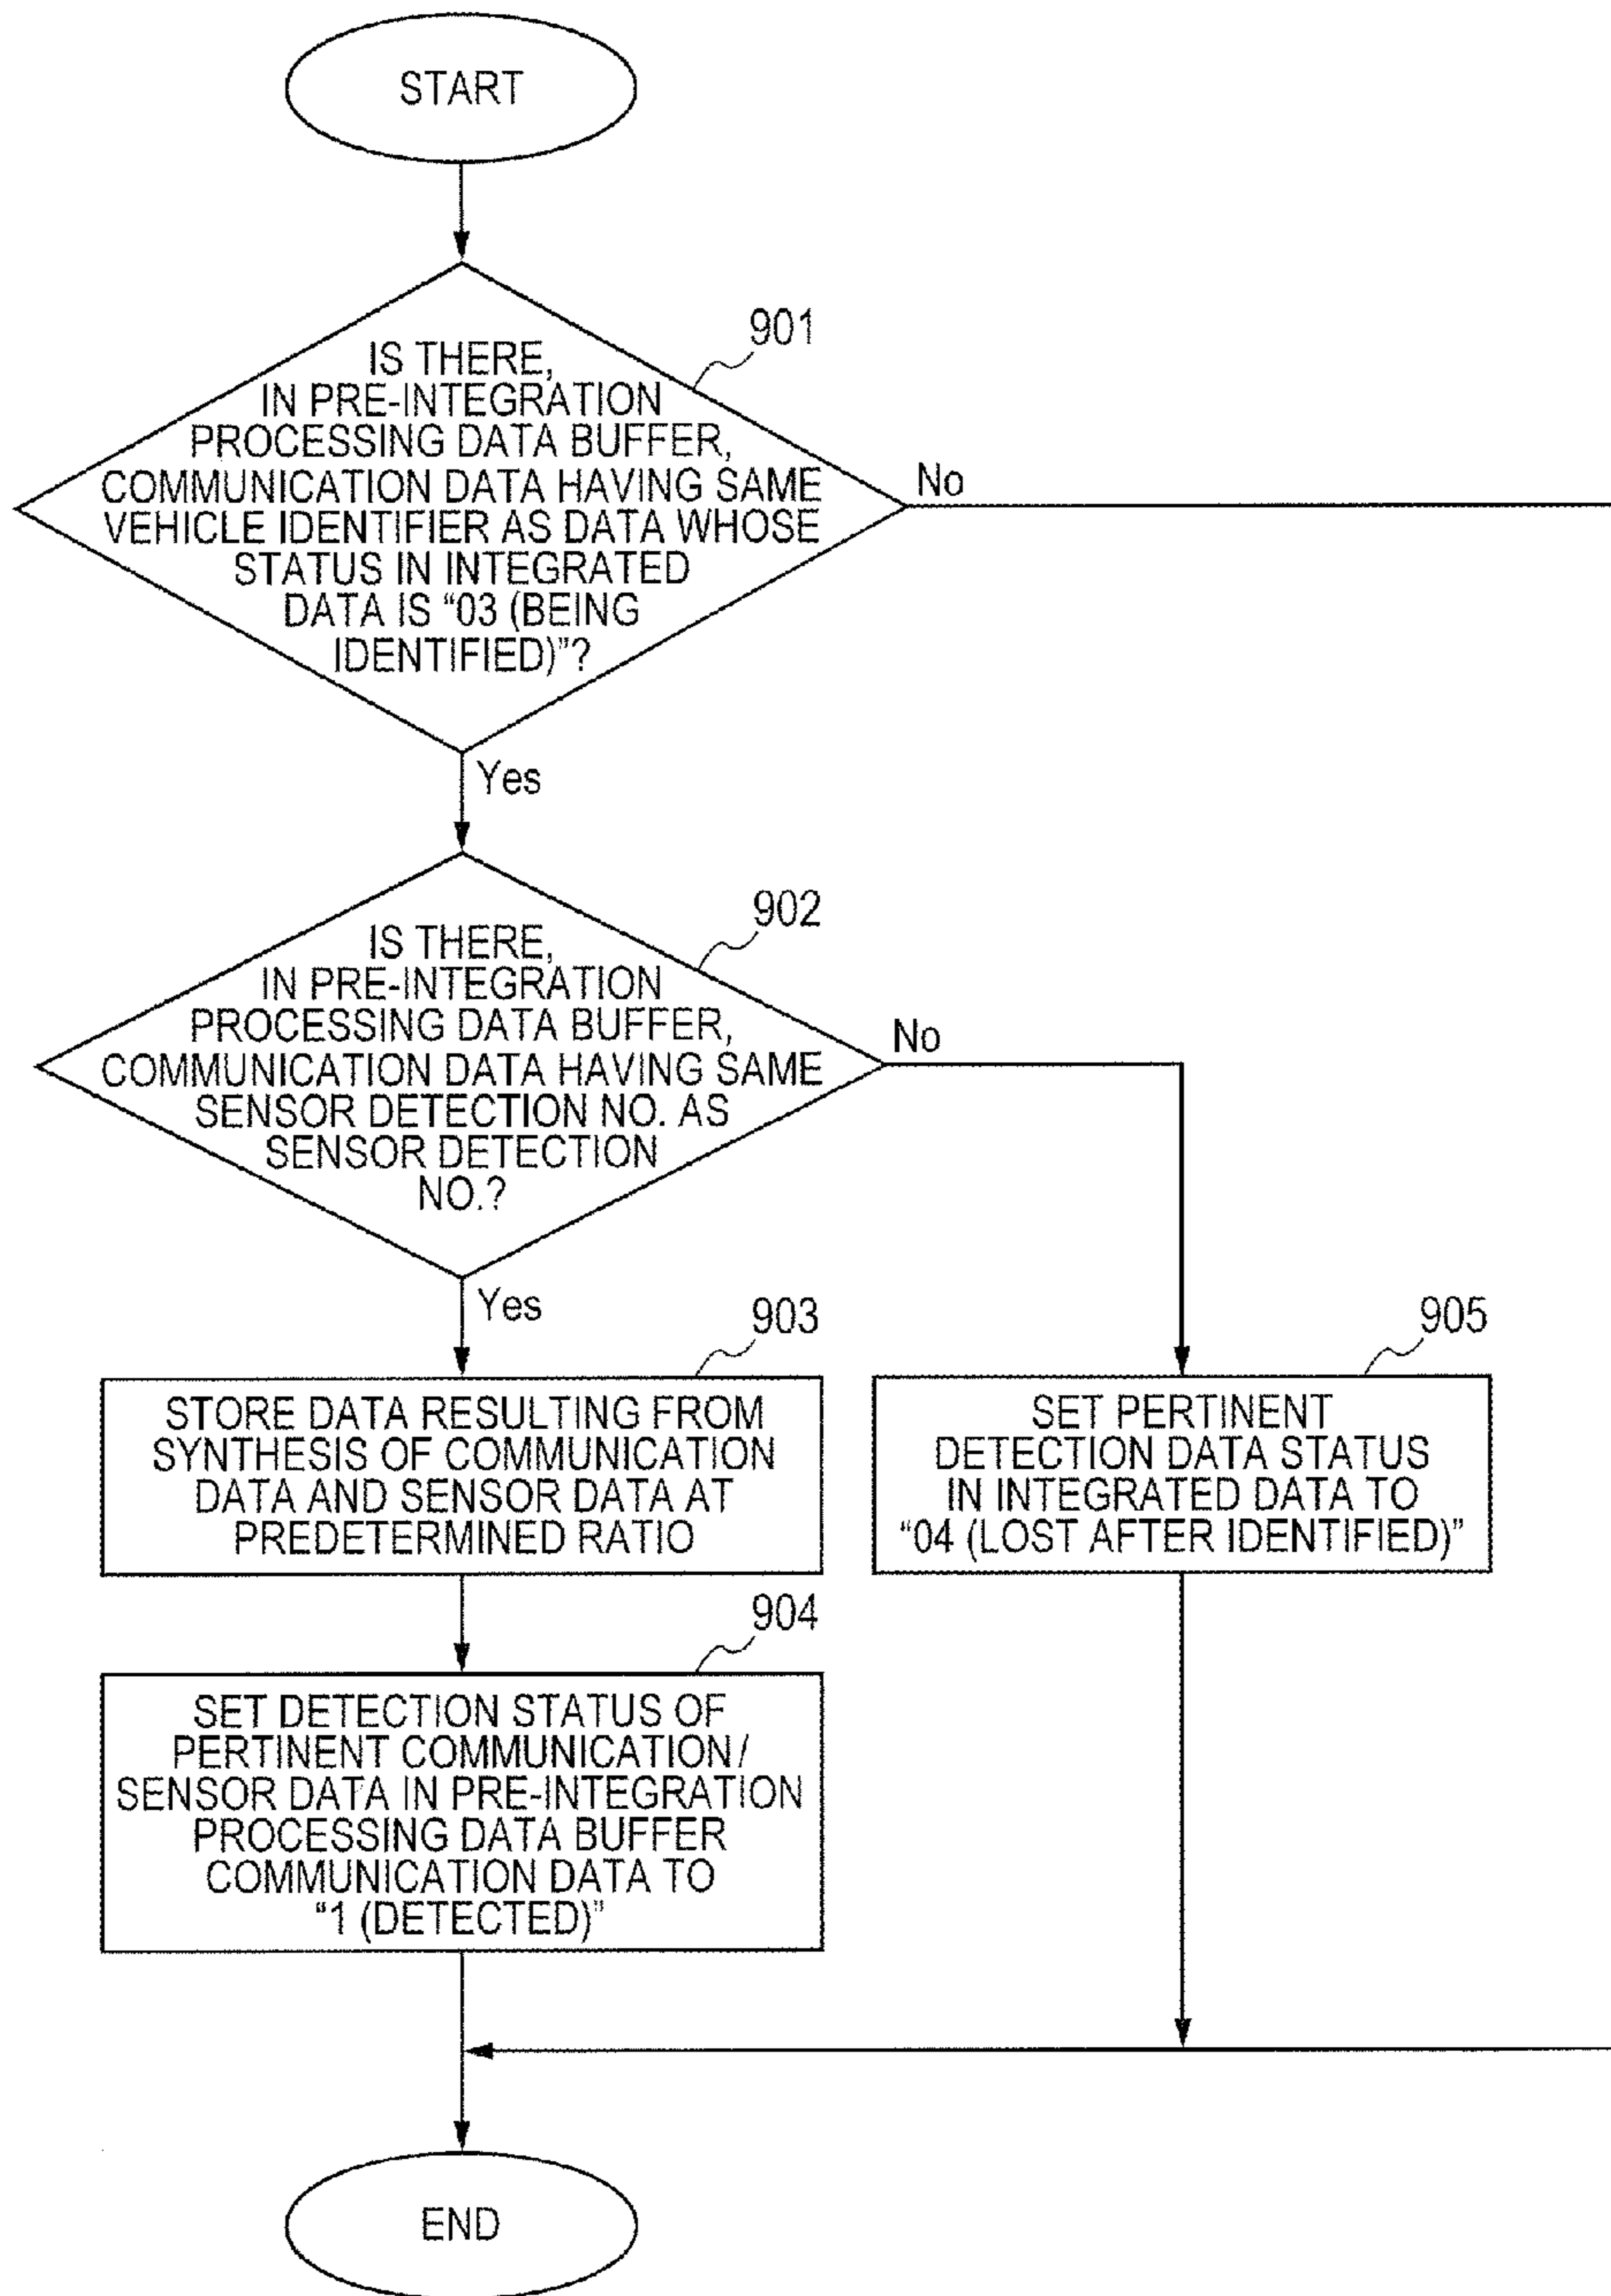 START
901
IS THERE,
IN PRE-INTEGRATION
PROCESSING DATA BUFFER,
COMMUNICATION DATA HAVING SAME
VEHICLE IDENTIFIER AS DATA WHOSE
STATUS IN INTEGRATED
DATA IS “03 (BEING
IDENTIFIED)”?
No
Yes
902
IS THERE,
IN PRE-INTEGRATION
PROCESSING DATA BUFFER,
COMMUNICATION DATA HAVING SAME
SENSOR DETECTION NO. AS
SENSOR DETECTION
NO.?
No
Yes
903
STORE DATA RESULTING FROM
SYNTHESIS OF COMMUNICATION
DATA AND SENSOR DATA AT
PREDETERMINED RATIO
905
SET PERTINENT
DETECTION DATA STATUS
IN INTEGRATED DATA TO
“04 (LOST AFTER IDENTIFIED)”
904
SET DETECTION STATUS OF
PERTINENT COMMUNICATION/
SENSOR DATA IN PRE-INTEGRATION
PROCESSING DATA BUFFER
COMMUNICATION DATA TO
“1 (DETECTED)”
END